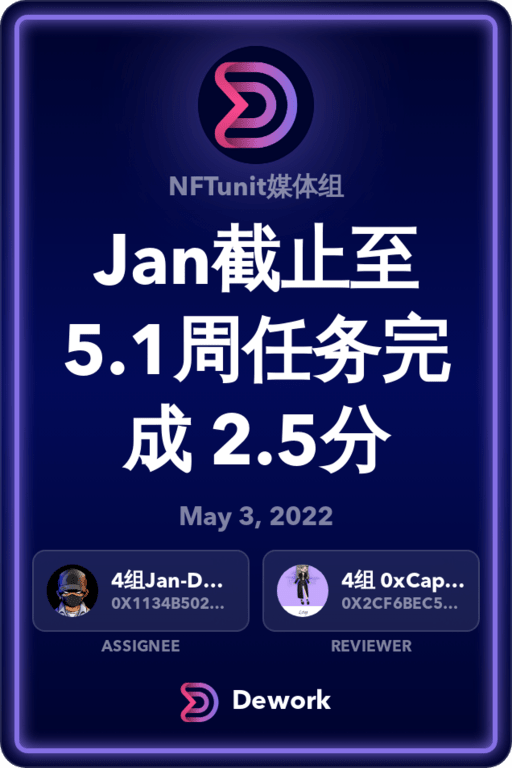 NFTunit媒体组
Jan截止至
5.1周任务完
成 2.5分
May 3, 2022
4组Jan-D...
0X1134B502...
4组 0xCap...
0X2CF6BEC5...
ASSIGNEE
REVIEWER
Dework